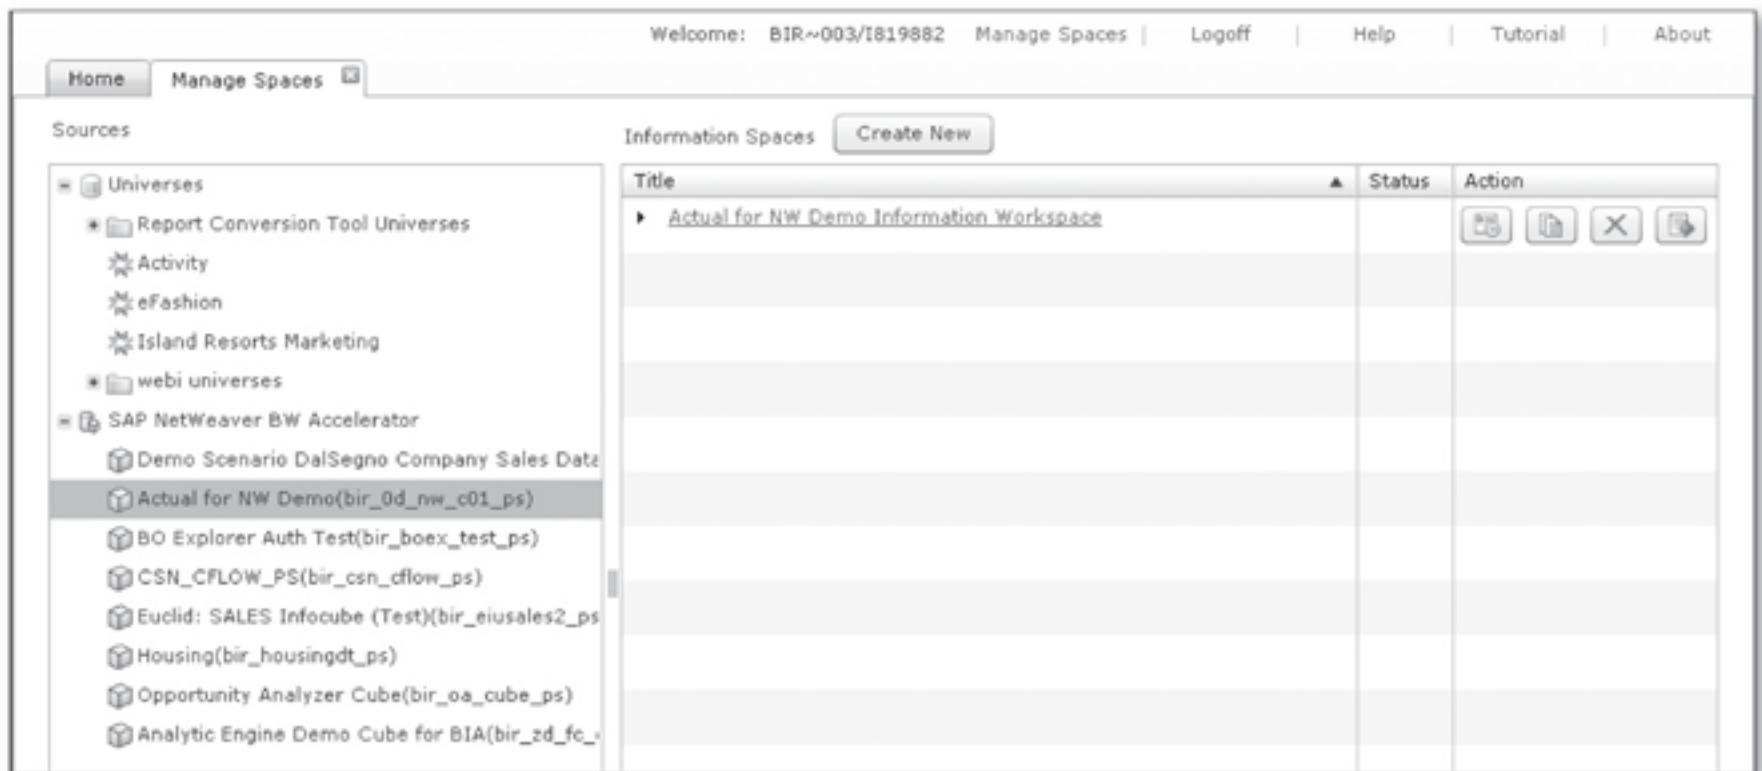 Welcome: BIR~003/I819882 Manage Spaces | Logoff | Help | Tutorial | About
Home Manage Spaces
Sources
Information Spaces Create New
Title Status Action
Universes
Actual for NW Demo Information Workspace
Report Conversion Tool Universes
Activity
eFashion
Island Resorts Marketing
webi universes
SAP NetWeaver BW Accelerator
Demo Scenario DalSegno Company Sales Data
Actual for NW Demo(bir_0d_nw_c01_ps)
BO Explorer Auth Test(bir_boex_test_ps)
CSN_CFLOW_PS(bir_csn_cflow_ps)
Euclid: SALES Infocube (Test)(bir_eiusales2_ps
Housing(bir_housingdt_ps)
Opportunity Analyzer Cube(bir_oa_cube_ps)
Analytic Engine Demo Cube for BIA(bir_zd_fc_